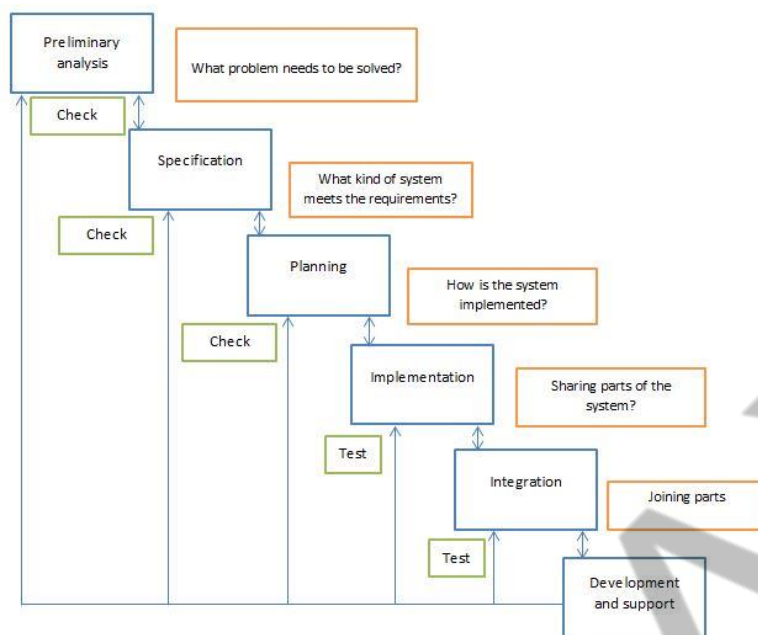 Preliminary
analysis
What problem needs to be solved?
Check
Specification
What kind of system
meets the requirements?
Check
Planning
How is the system
implemented?
Check
Implementation
Sharing parts of the
system?
Test
Integration
Joining parts
Test
Development
and support